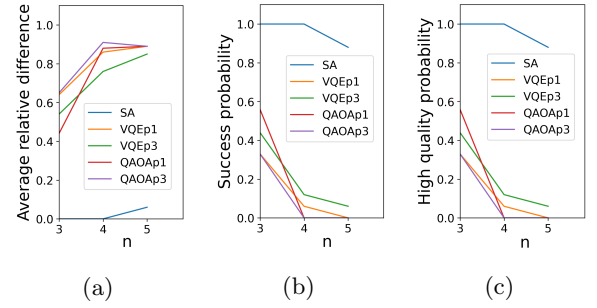 Average relative difference
1.0
0.8
0.6
0.4
0.2
0.0
3 4 5
n
SA
VQEp1
VQEp3
QAOAp1
QAOAp3
(a)
Success probability
1.0
0.8
0.6
0.4
0.2
0.0
3 4 5
n
SA
VQEp1
VQEp3
QAOAp1
QAOAp3
(b)
High quality probability
1.0
0.8
0.6
0.4
0.2
0.0
3 4 5
n
SA
VQEp1
VQEp3
QAOAp1
QAOAp3
(c)